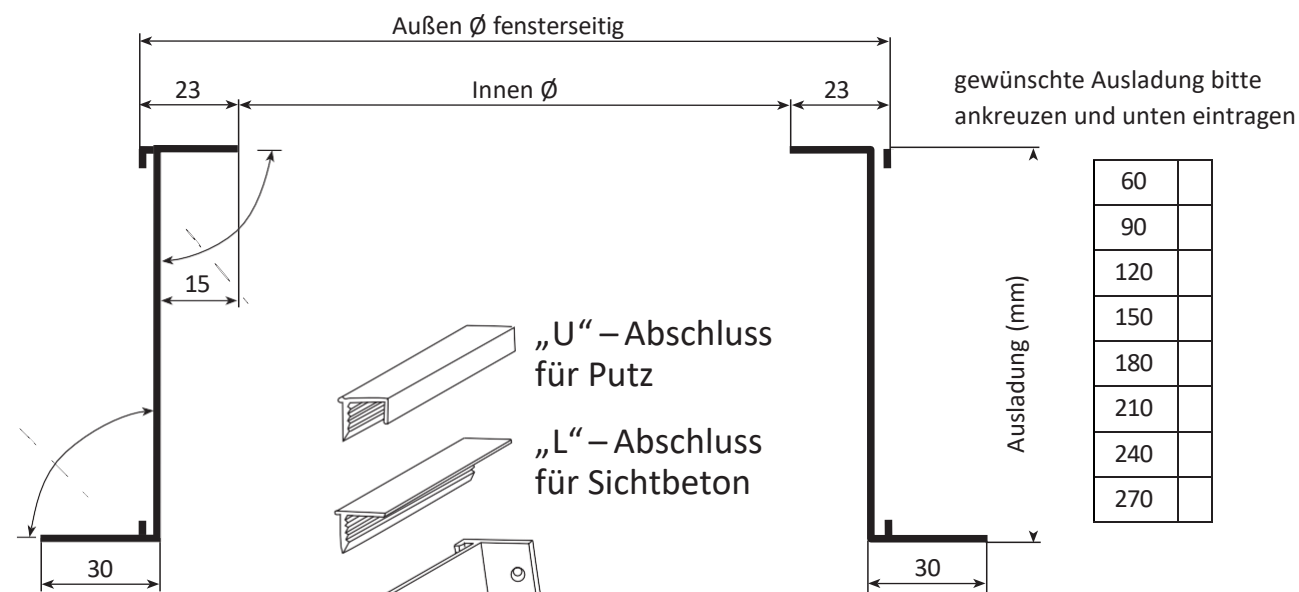 Außen Ø fensterseitig
23
Innen Ø
23
gewünschte Ausladung bitte
ankreuzen und unten eintragen
15
„U“ – Abschluss
für Putz
„L“ – Abschluss
für Sichtbeton
Ausladung (mm)
60
90
120
150
180
210
240
270
30
30